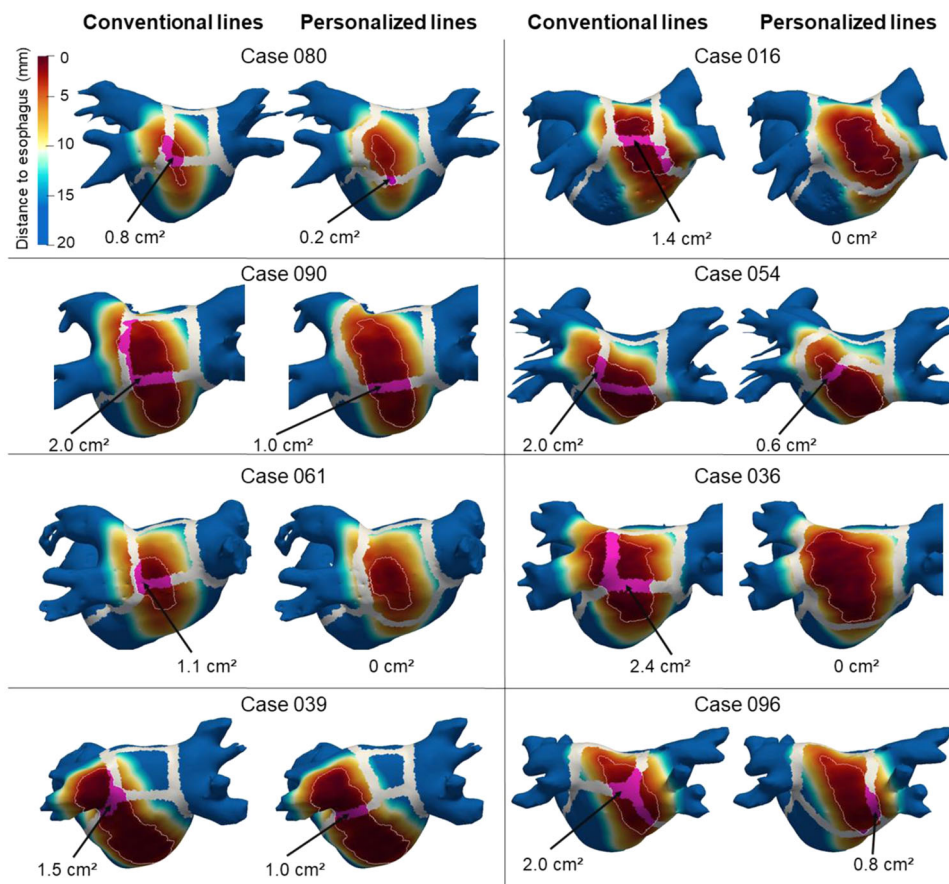 Conventional lines Personalized lines Conventional lines Personalized lines
Case 080
Case 016
Distance to esophagus (mm)
0
5
10
15
20
0.8 cm²
0.2 cm²
1.4 cm²
0 cm²
Case 090
Case 054
2.0 cm²
1.0 cm²
2.0 cm²
0.6 cm²
Case 061
Case 036
1.1 cm²
0 cm²
2.4 cm²
0 cm²
Case 039
Case 096
1.5 cm²
1.0 cm²
2.0 cm²
0.8 cm²